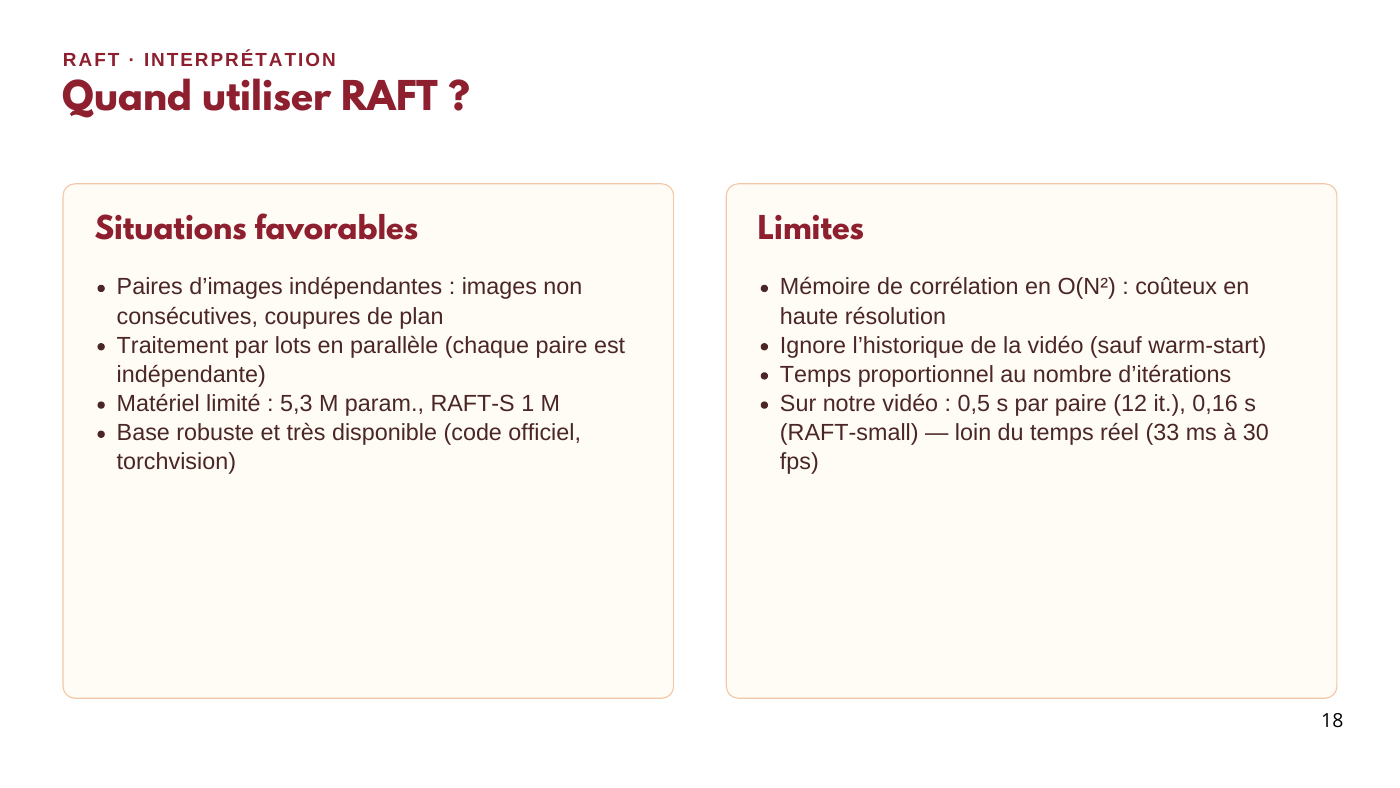 RAFT · INTERPRÉTATION
Quand utiliser RAFT ?
Situations favorables
• Paires d’images indépendantes : images non
consécutives, coupures de plan
• Traitement par lots en parallèle (chaque paire est
indépendante)
• Matériel limité : 5,3 M param., RAFT-S 1 M
• Base robuste et très disponible (code officiel,
torchvision)
Limites
• Mémoire de corrélation en O(N²) : coûteux en
haute résolution
• Ignore l’historique de la vidéo (sauf warm-start)
• Temps proportionnel au nombre d’itérations
• Sur notre vidéo : 0,5 s par paire (12 it.), 0,16 s
(RAFT-small) — loin du temps réel (33 ms à 30
fps)
18